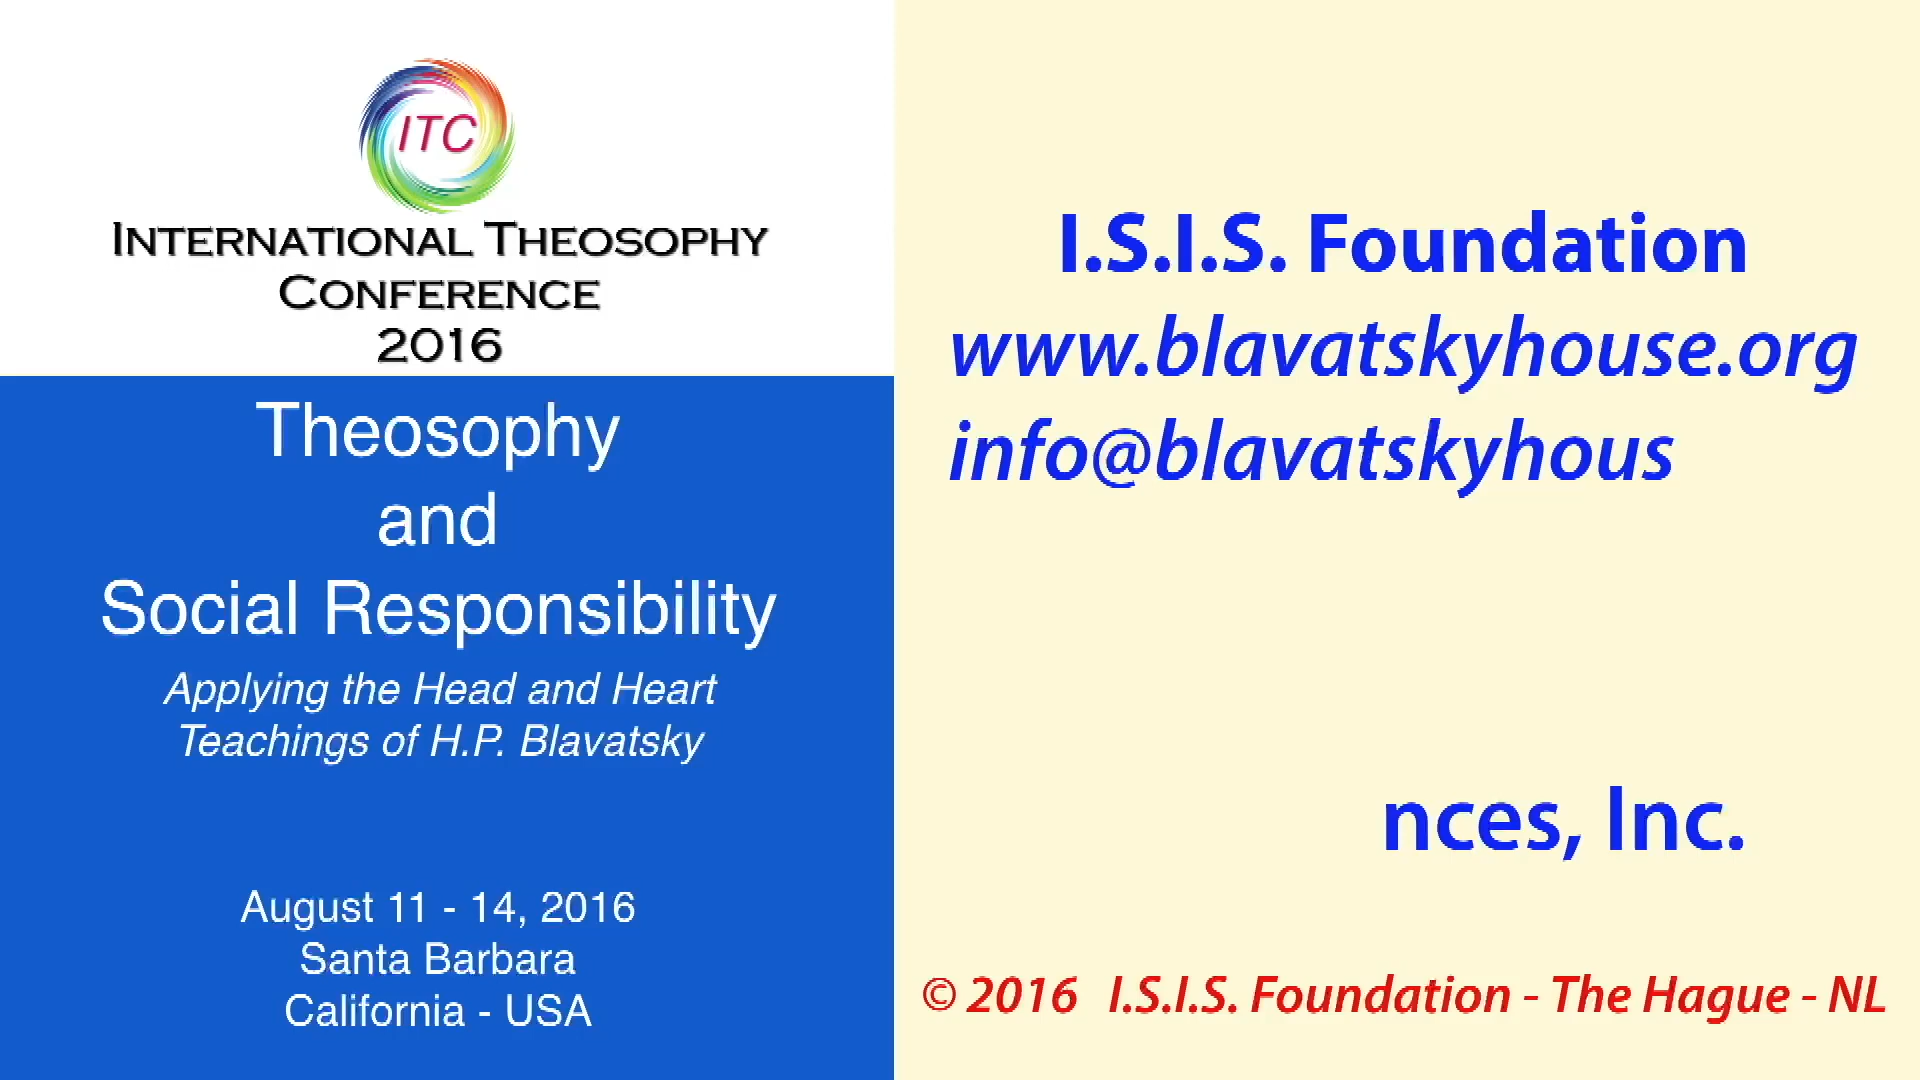 ITC
INTERNATIONAL THEOSOPHY
CONFERENCE
2016
Theosophy
and
Social Responsibility
Applying the Head and Heart
Teachings of H.P. Blavatsky
August 11 - 14, 2016
Santa Barbara
California - USA
I.S.I.S. Foundation
www.blavatskyhouse.org
info@blavatskyhous
nces, Inc.
© 2016 I.S.I.S. Foundation - The Hague - NL